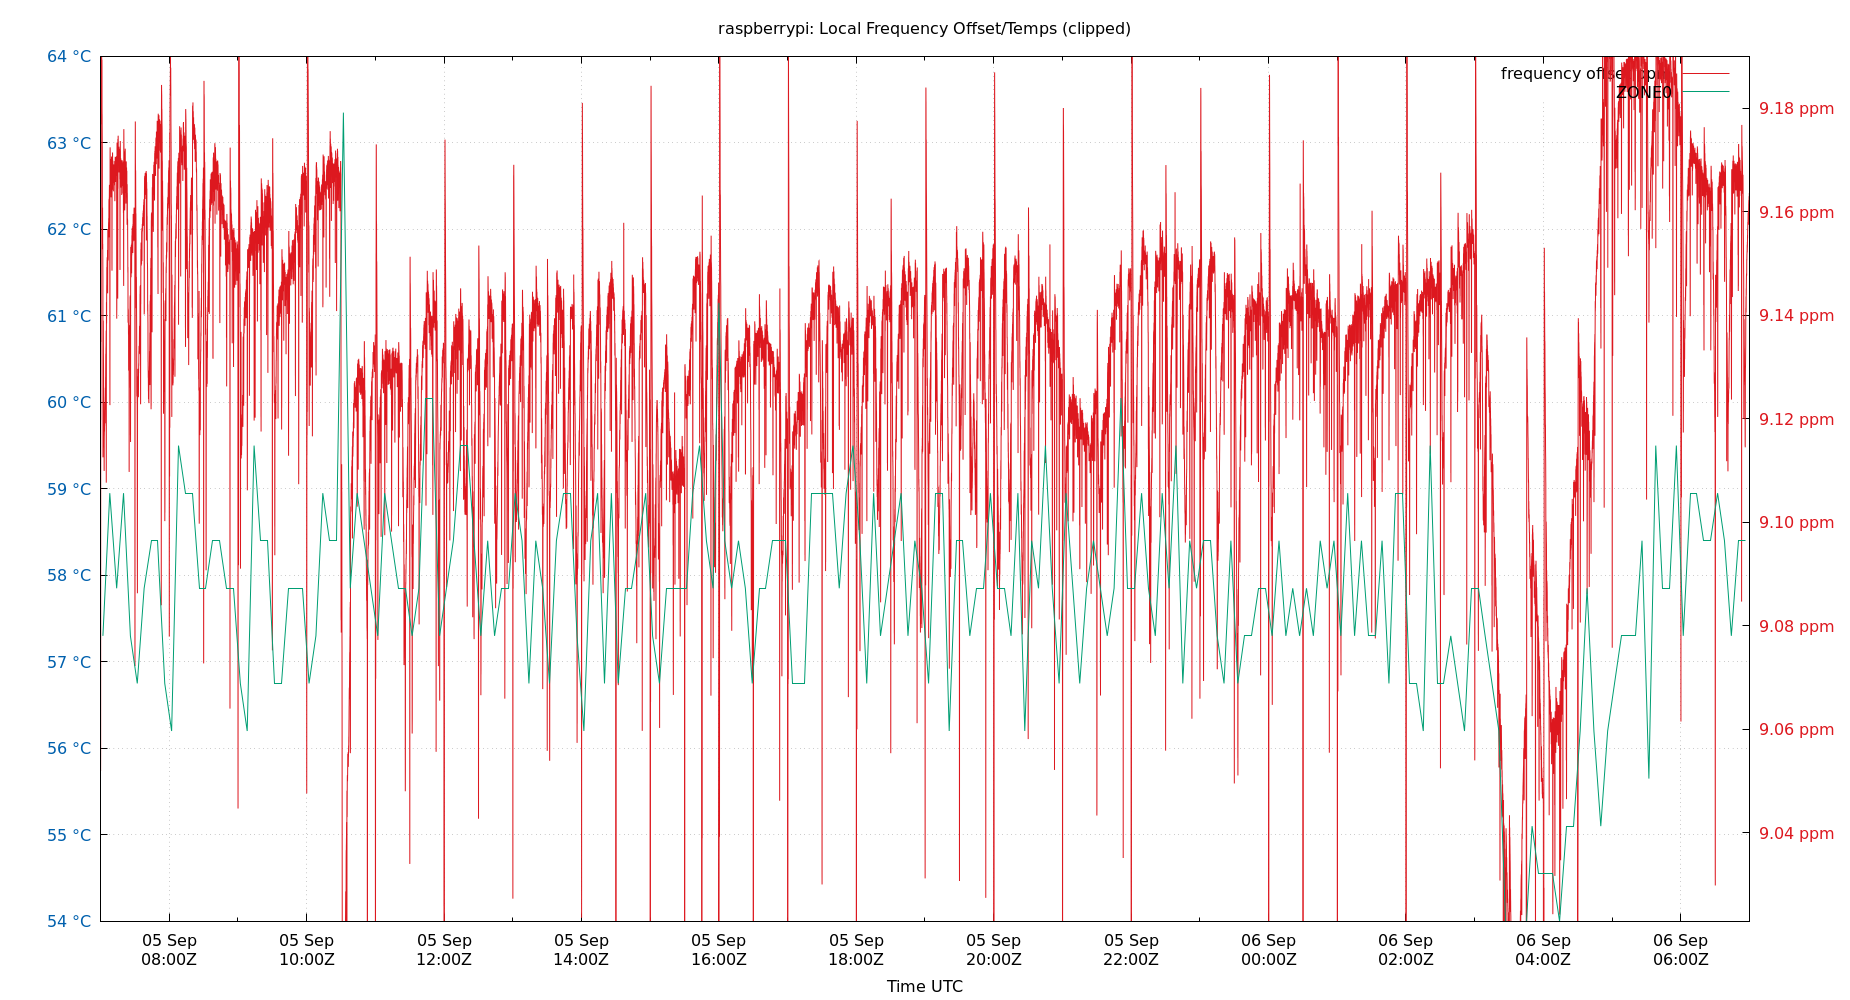 raspberrypi: Local Frequency Offset/Temps (clipped)
64 °C
63 °C
62 °C
61 °C
60 °C
59 °C
58 °C
57 °C
56 °C
55 °C
54 °C
frequency offset ppm
ZONE0
9.18 ppm
9.16 ppm
9.14 ppm
9.12 ppm
9.10 ppm
9.08 ppm
9.06 ppm
9.04 ppm
05 Sep 05 Sep 05 Sep 05 Sep 05 Sep 05 Sep 05 Sep 05 Sep 06 Sep 06 Sep 06 Sep 06 Sep
08:00Z 10:00Z 12:00Z 14:00Z 16:00Z 18:00Z 20:00Z 22:00Z 00:00Z 02:00Z 04:00Z 06:00Z
Time UTC